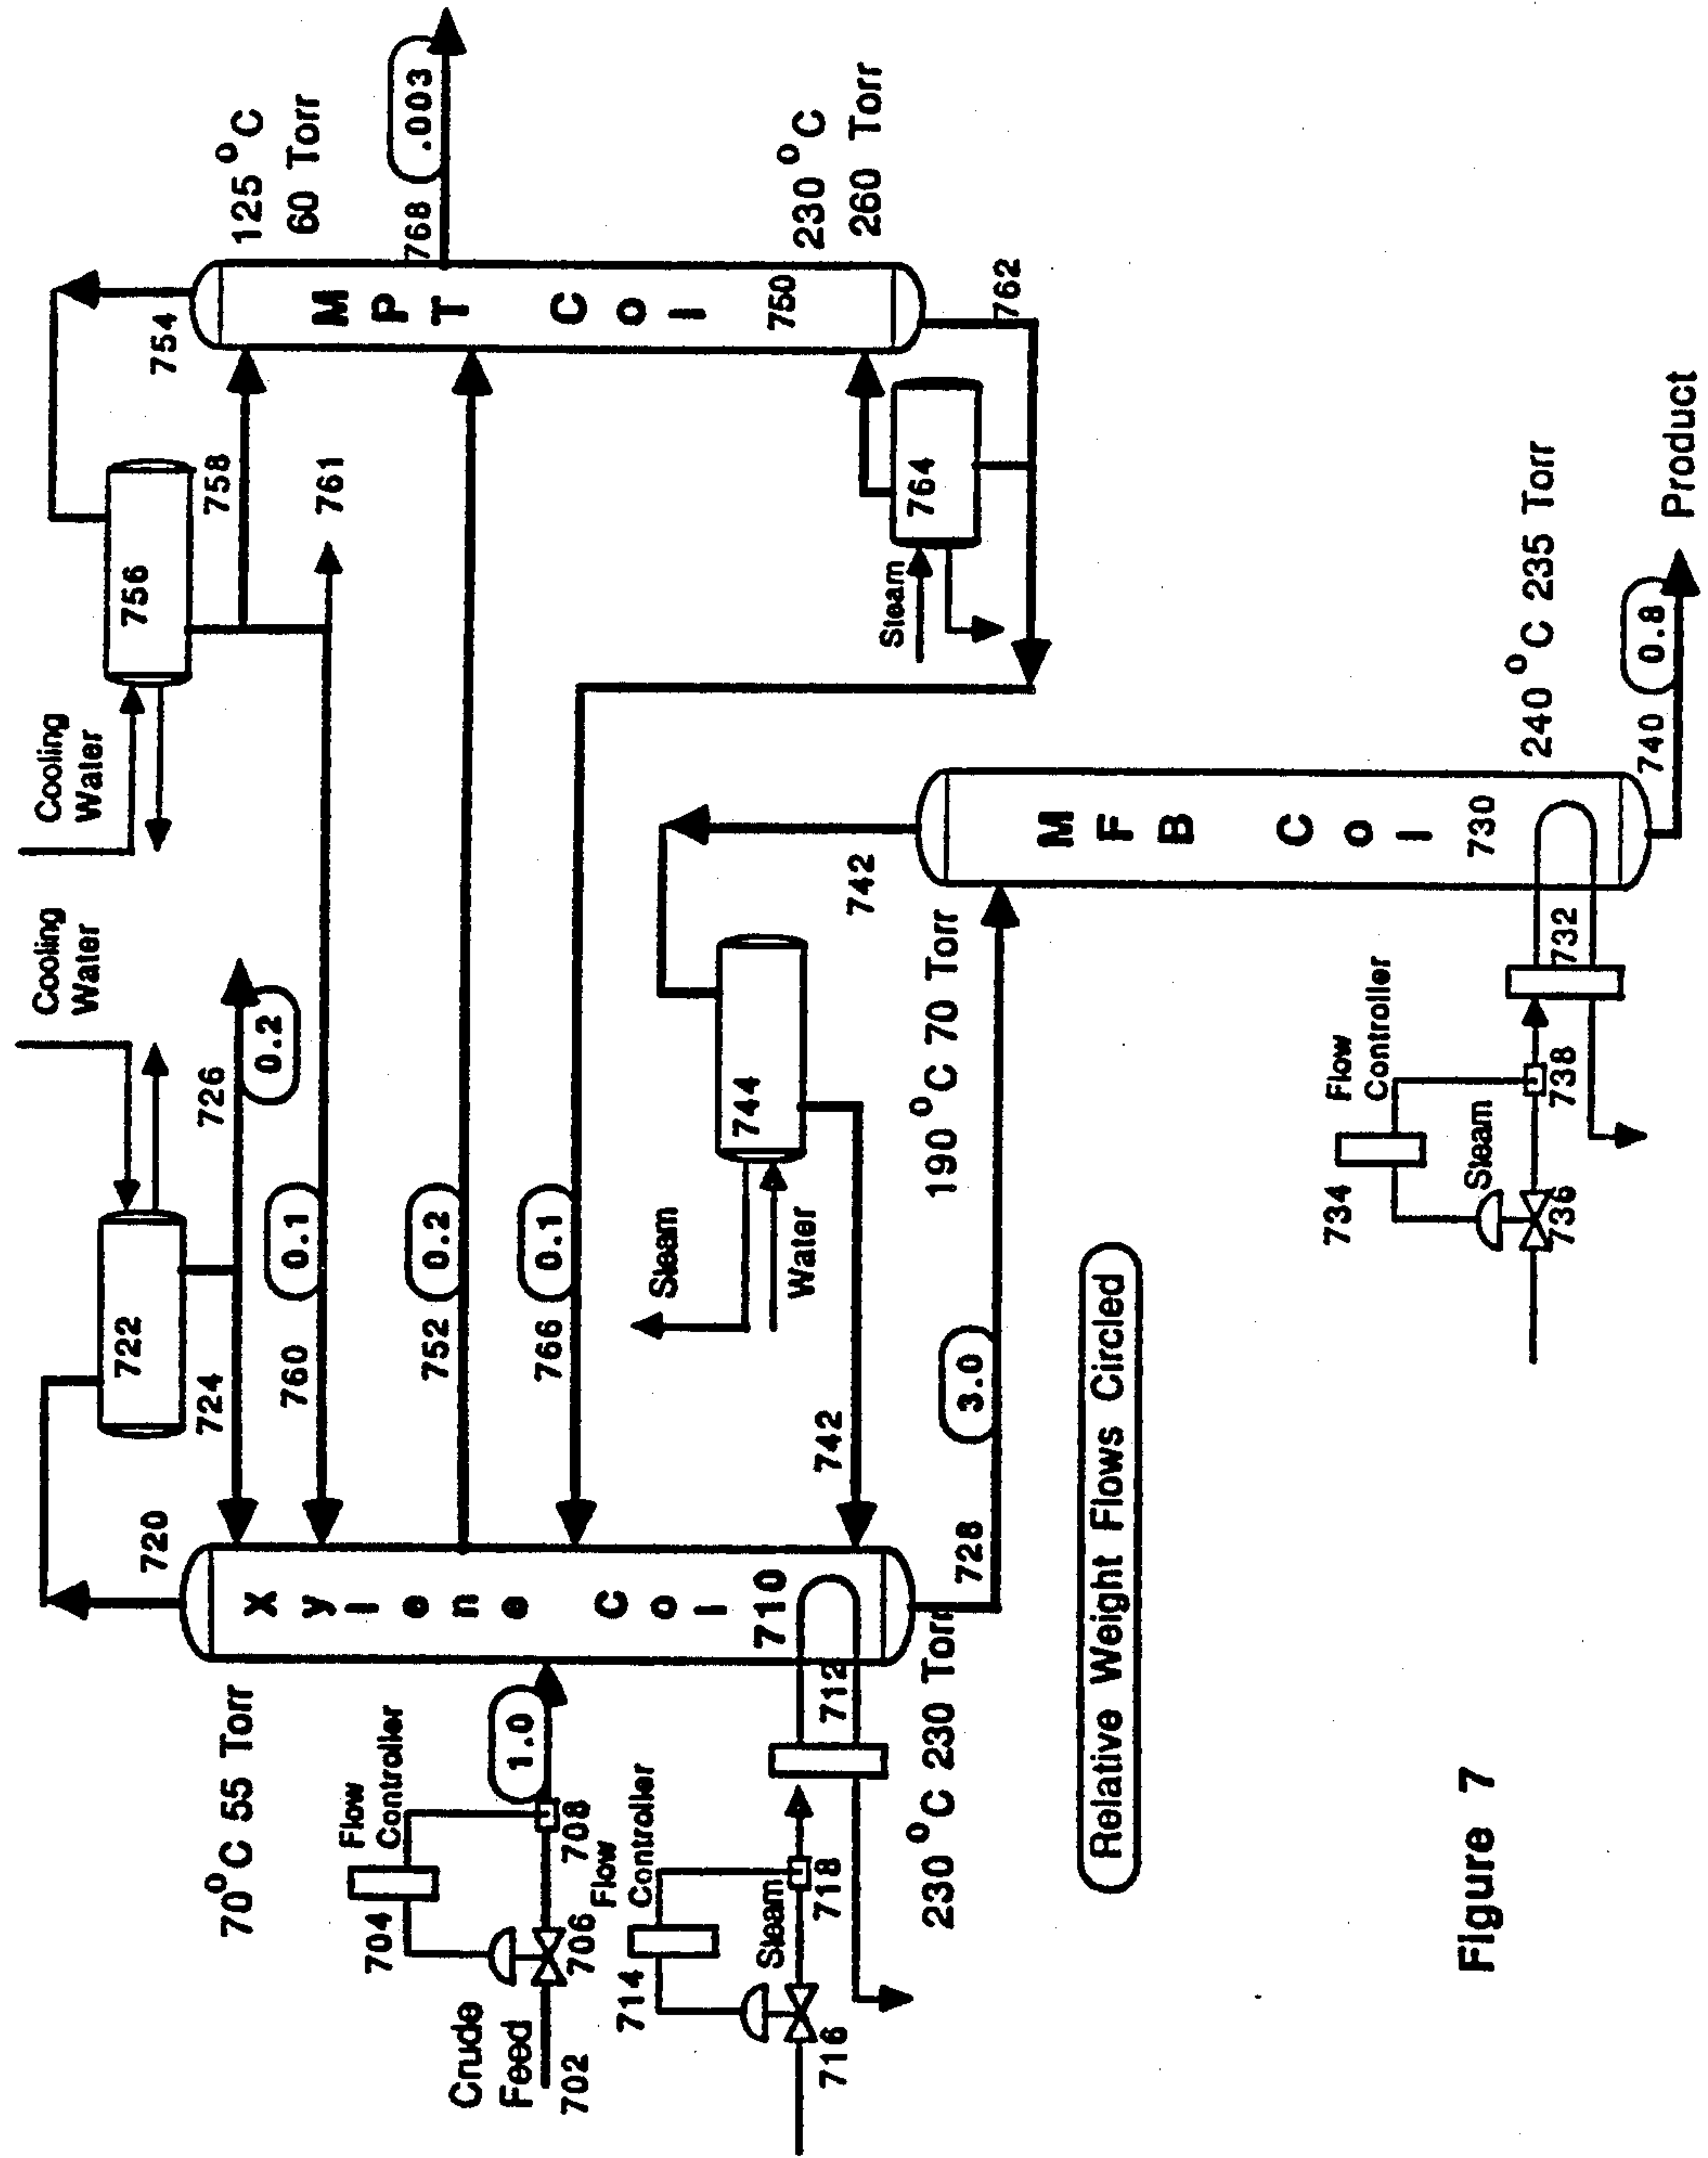 Cooling
Water
Cooling
Water
722
756
720
754
70°C 55 Torr
724
726
0.2
758
125°C
60 Torr
760
0.1
761
Flow
Controller
704
706
708
Crude
Feed
702
1.0
752
0.2
768
.003
766
0.1
Xylene Col
710
MPT Col
750
230°C
260 Torr
Flow
Controller
714
Steam
716
718
712
Steam
Water
744
742
742
Steam
764
762
230°C 230 Torr
728
3.0
190°C 70 Torr
MFB Col
730
Relative Weight Flows Circled
Flow
Controller
734
Steam
736
738
732
240°C 235 Torr
740
0.8
Product
Figure 7